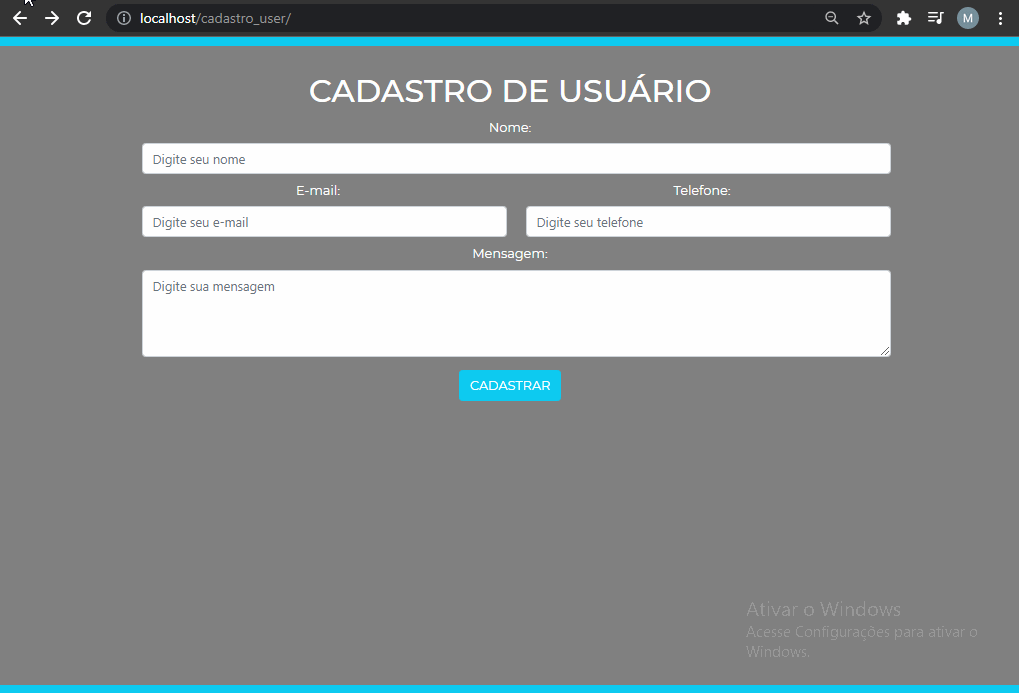 localhost/cadastro_user/
M
CADASTRO DE USUÁRIO
Nome:
Digite seu nome
E-mail: Telefone:
Digite seu e-mail Digite seu telefone
Mensagem:
Digite sua mensagem
CADASTRAR
Ativar o Windows
Acesse Configurações para ativar o
Windows.